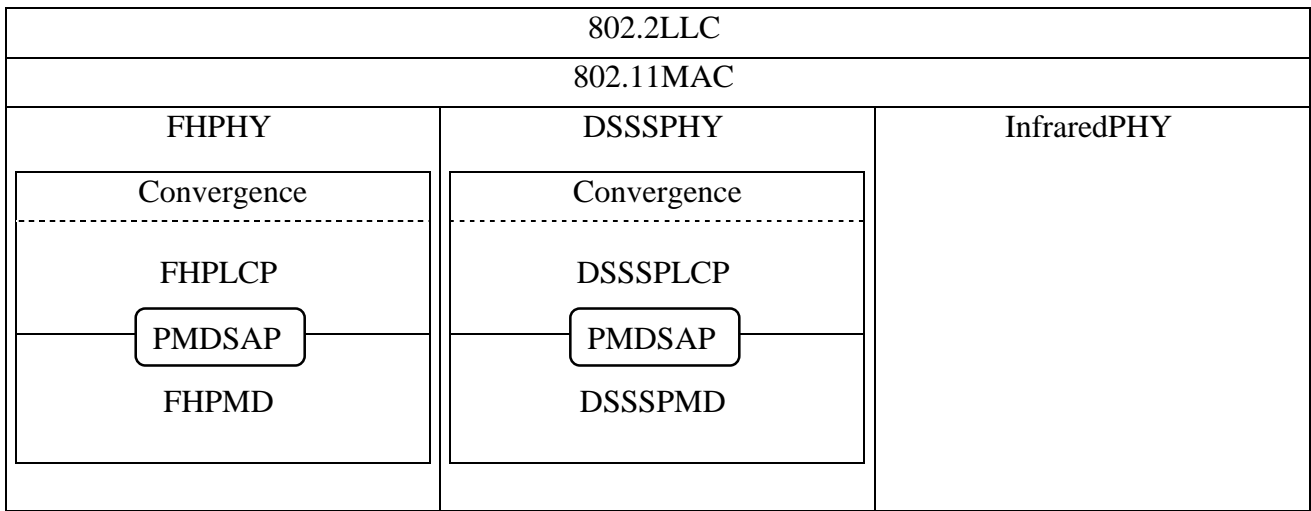 802.2LLC
802.11MAC
FHPHY
DSSSPHY
InfraredPHY
Convergence
Convergence
FHPLCP
DSSSPLCP
PMDSAP
PMDSAP
FHPMD
DSSSPMD